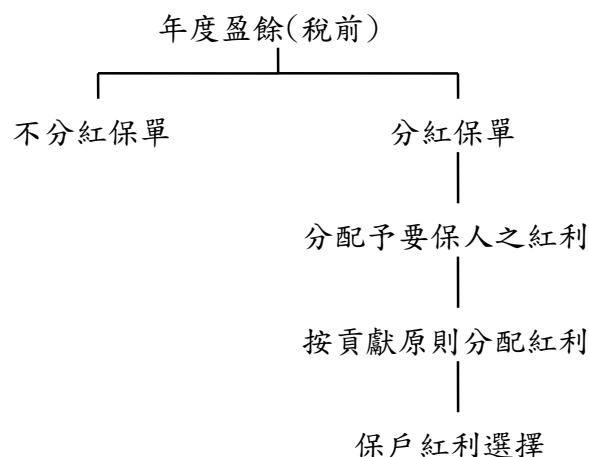 年度盈餘(稅前)
不分紅保單 分紅保單
分配予要保人之紅利
按貢獻原則分配紅利
保戶紅利選擇